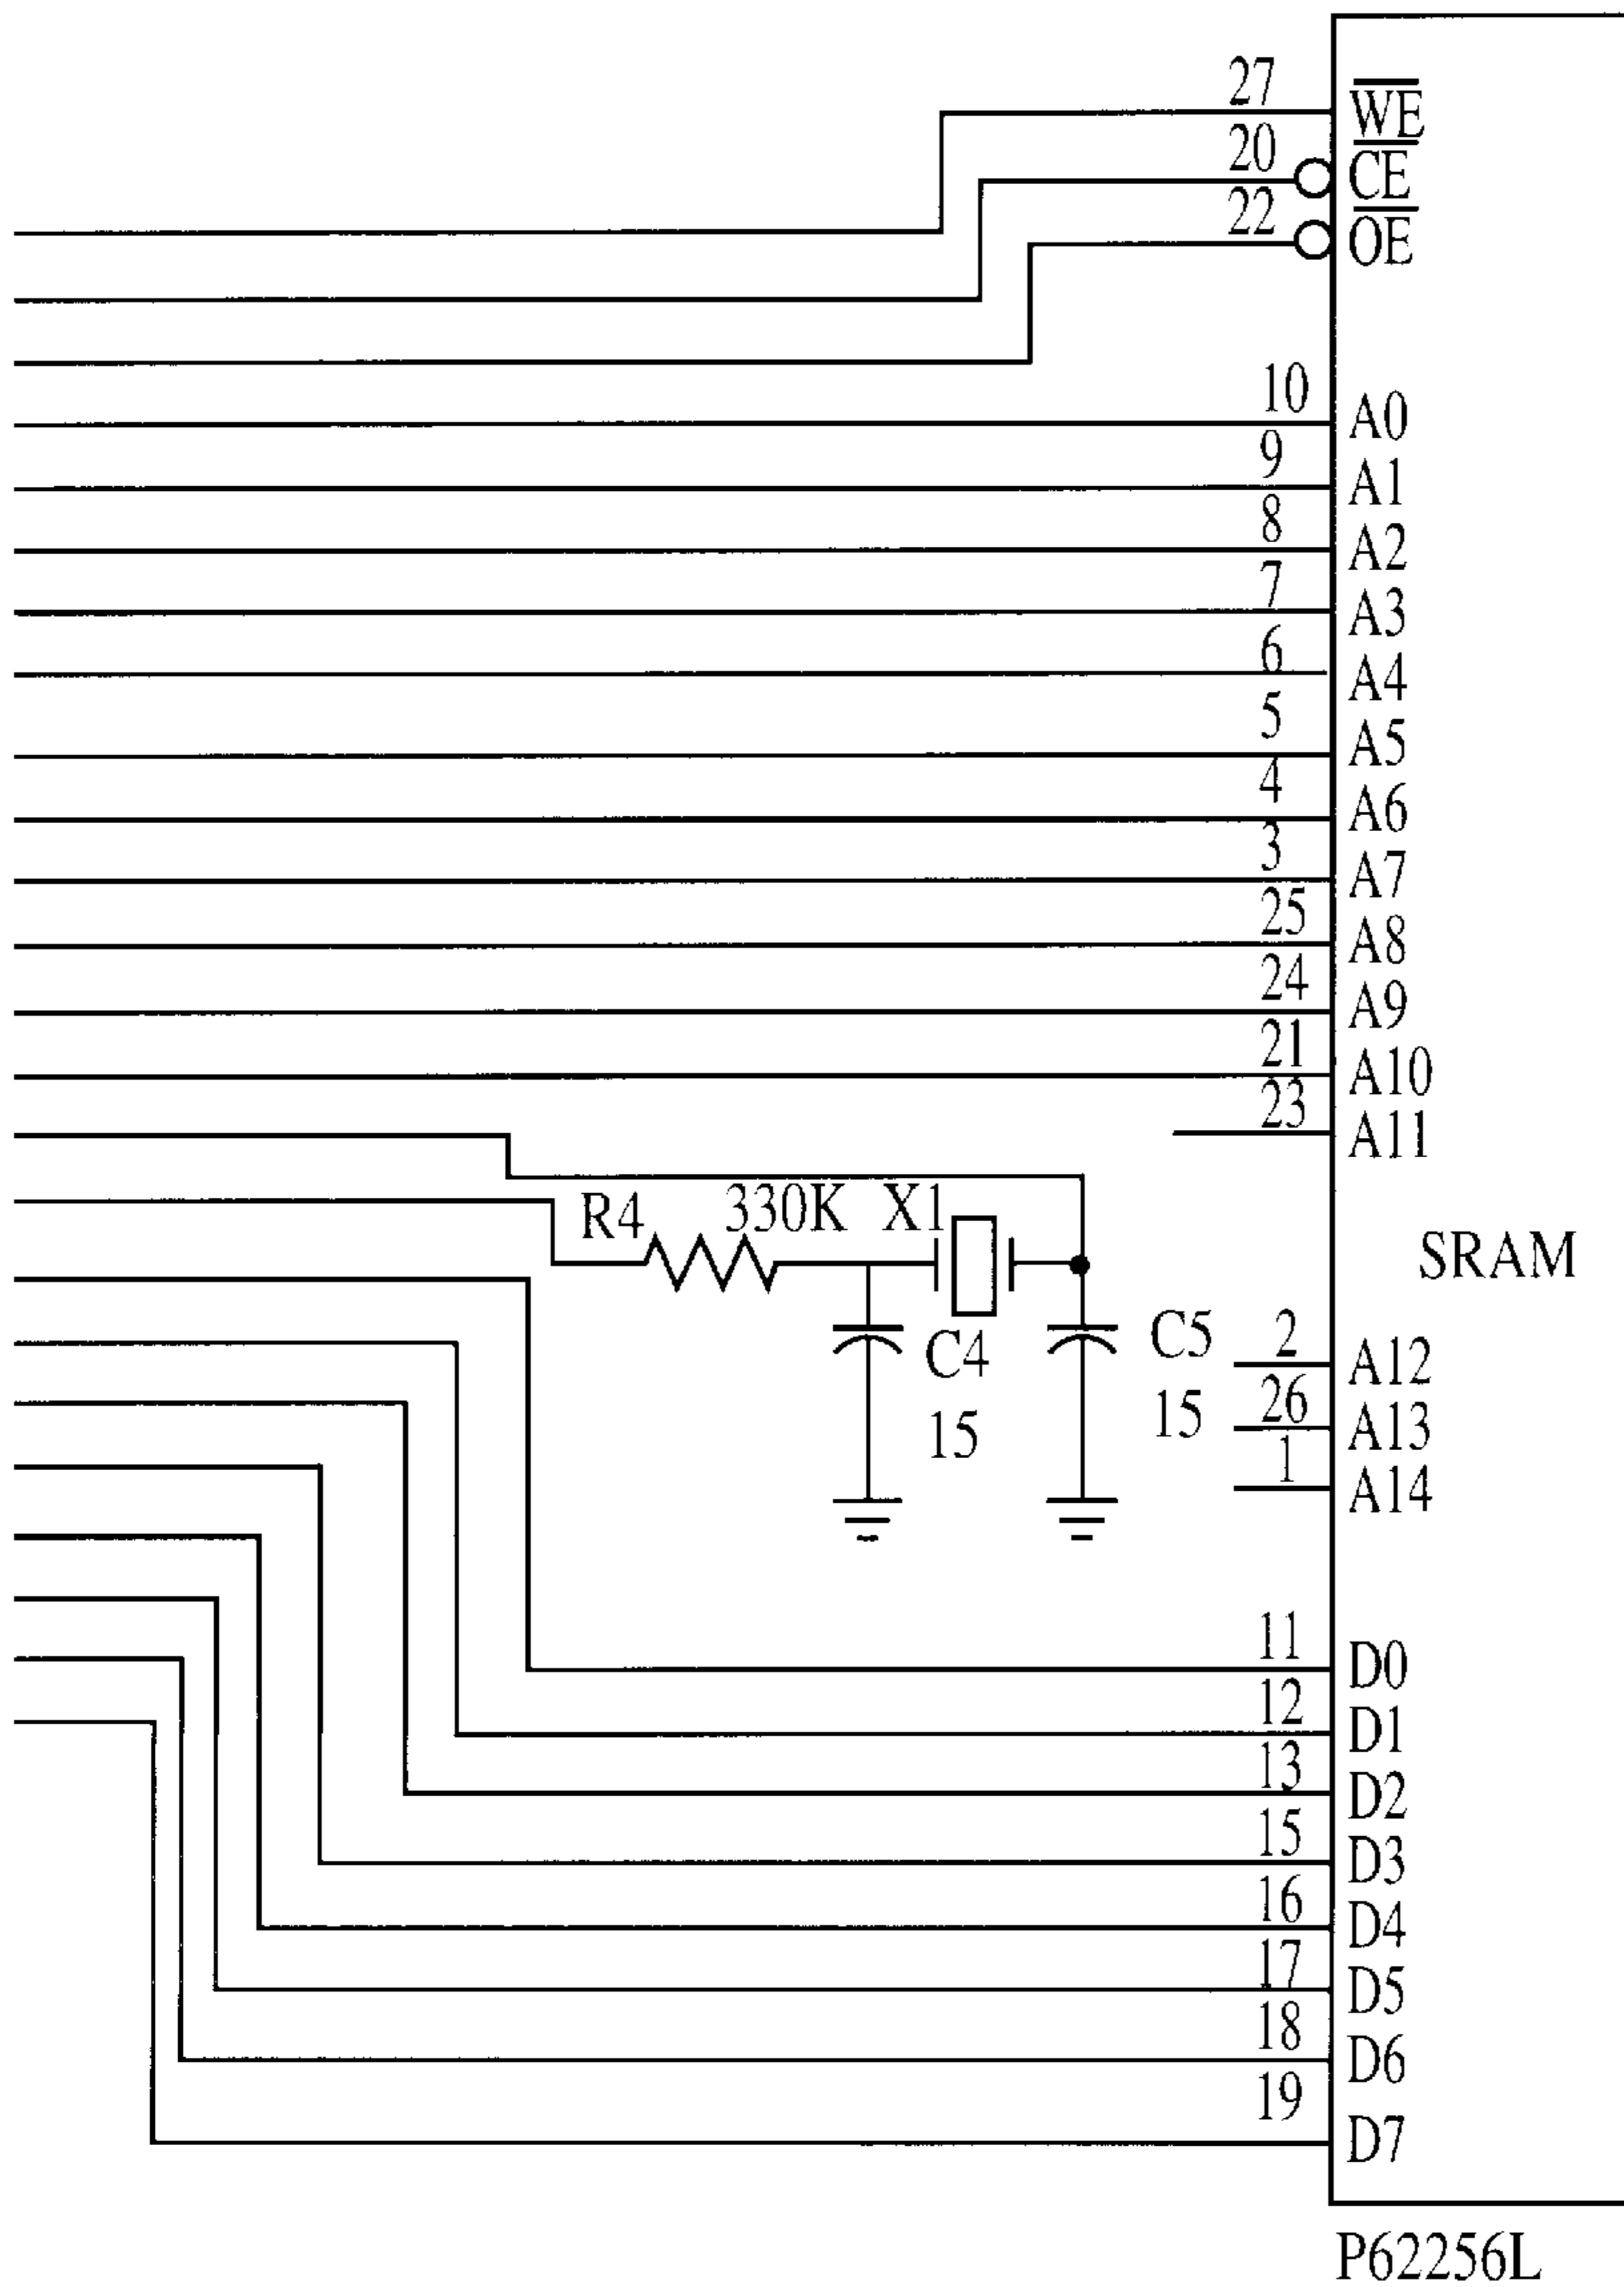 27 W̅E̅
20 C̅E̅
22 O̅E̅
10 A0
9 A1
8 A2
7 A3
6 A4
5 A5
4 A6
3 A7
25 A8
24 A9
21 A10
23 A11
R4 330K X1
SRAM
C4 15
C5 15
2 A12
26 A13
1 A14
11 D0
12 D1
13 D2
15 D3
16 D4
17 D5
18 D6
19 D7
P62256L